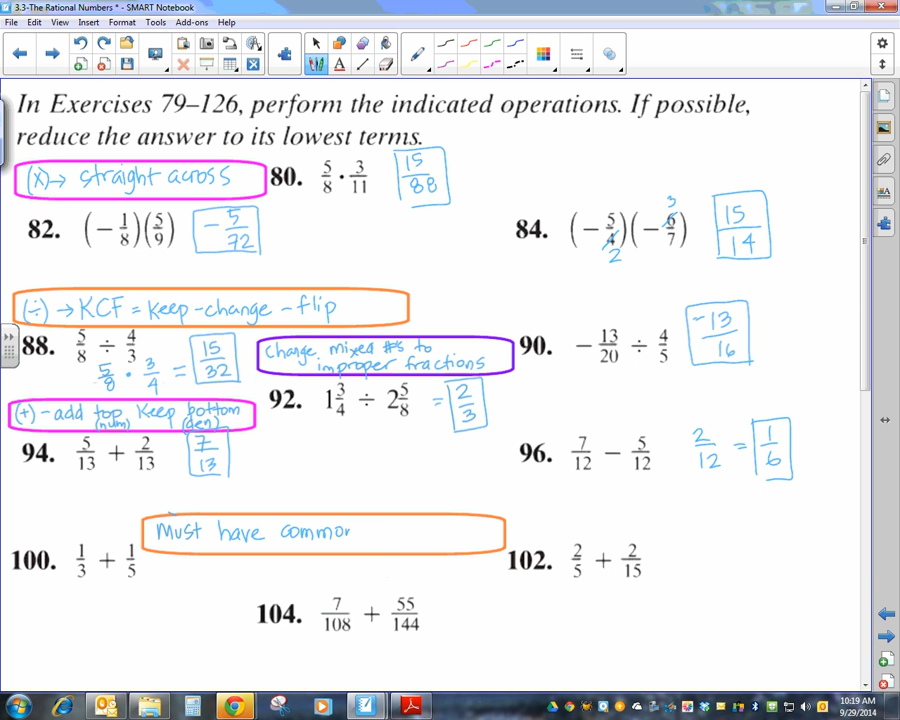 3.3-The Rational Numbers * - SMART Notebook
File Edit View Insert Format Tools Add-ons Help
In Exercises 79–126, perform the indicated operations. If possible,
reduce the answer to its lowest terms.
(x)→ straight across
80. 5/8 · 3/11 15/88
82. (−1/8)(5/9) −5/72
84. (−5/4)(−6/7) 3 2 15/14
(÷) → KCF = keep-change-flip
88. 5/8 ÷ 4/3
5/8 · 3/4 = 15/32
Change mixed #'s to
improper fractions
90. −13/20 ÷ 4/5 −13/16
92. 1 3/4 ÷ 2 5/8 = 2/3
(+) - add top Keep bottom
(num) (den)
94. 5/13 + 2/13 7/13
96. 7/12 − 5/12 2/12 = 1/6
Must have common
100. 1/3 + 1/5
102. 2/5 + 2/15
104. 7/108 + 55/144
10:19 AM
9/29/2014